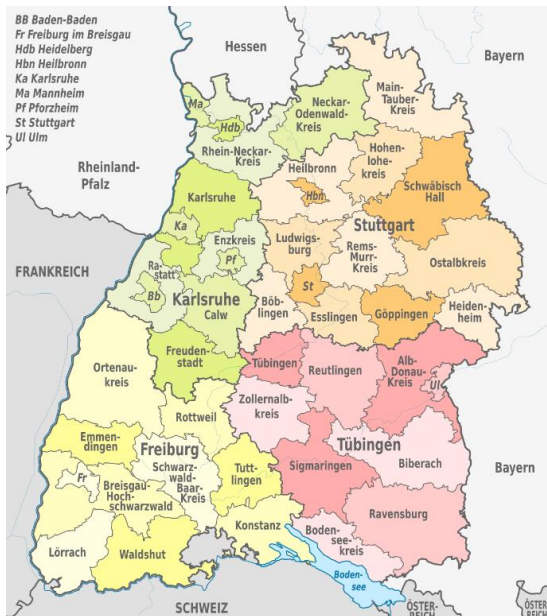 BB Baden-Baden
Fr Freiburg im Breisgau
Hdb Heidelberg
Hbn Heilbronn
Ka Karlsruhe
Ma Mannheim
Pf Pforzheim
St Stuttgart
Ul Ulm
Hessen
Bayern
Rheinland-
Pfalz
FRANKREICH
Ma
Hdb
Rhein-Neckar-
Kreis
Neckar-
Odenwald-
Kreis
Main-
Tauber-
Kreis
Heilbronn
Hbn
Hohen-
lohe-
kreis
Schwäbisch
Hall
Karlsruhe
Ka
Enzkreis
Pf
Ra-
statt
Bb
Karlsruhe
Calw
Ludwigs-
burg
Stuttgart
Rems-
Murr-
Kreis
Ostalbkreis
St
Böb-
lingen
Esslingen
Göppingen
Heiden-
heim
Freuden-
stadt
Ortenau-
kreis
Tübingen
Reutlingen
Alb-
Donau-
Kreis
Ul
Zollernalb-
kreis
Rottweil
Emmen-
dingen
Freiburg
Schwarz-
wald-
Baar-
Kreis
Tutt-
lingen
Tübingen
Sigmaringen
Biberach
Bayern
Fr
Breisgau-
Hoch-
schwarzwald
Konstanz
Ravensburg
Boden-
see-
kreis
Lörrach
Waldshut
Boden-
see
SCHWEIZ
ÖSTER-
REICH
ÖSTER-
REICH